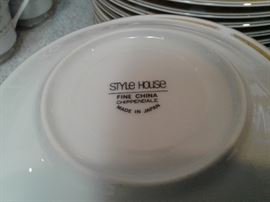 STYLE HOUSE
FINE CHINA
CHIPPENDALE
MADE IN JAPAN